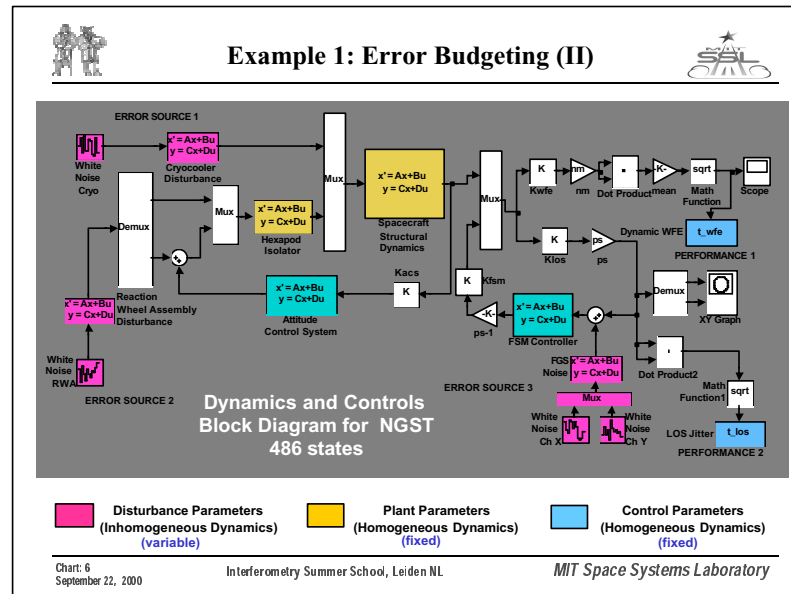 Example 1: Error Budgeting (II)
MIT
SSL
ERROR SOURCE 1
x' = Ax+Bu
y = Cx+Du
White
Noise
Cryo
Cryocooler
Disturbance
Demux
Mux
x' = Ax+Bu
y = Cx+Du
Hexapod
Isolator
Mux
x' = Ax+Bu
y = Cx+Du
Spacecraft
Structural
Dynamics
Mux
K
Kwfe
nm
nm
Dot Product
-K-
mean
sqrt
Math
Function
Scope
Dynamic WFE
t_wfe
PERFORMANCE 1
K
Klos
ps
ps
Kacs
K
x' = Ax+Bu
y = Cx+Du
Attitude
Control System
Reaction
Wheel Assembly
Disturbance
x' = Ax+Bu
y = Cx+Du
White
Noise
RWA
ERROR SOURCE 2
K
Kfsm
-K-
ps-1
x' = Ax+Bu
y = Cx+Du
FSM Controller
Demux
XY Graph
FGS
Noise
x' = Ax+Bu
y = Cx+Du
Dot Product2
ERROR SOURCE 3
Mux
White
Noise
Ch X
White
Noise
Ch Y
Math
Function1
sqrt
LOS Jitter
t_los
PERFORMANCE 2
Dynamics and Controls
Block Diagram for NGST
486 states
Disturbance Parameters
(Inhomogeneous Dynamics)
(variable)
Plant Parameters
(Homogeneous Dynamics)
(fixed)
Control Parameters
(Homogeneous Dynamics)
(fixed)
Chart: 6
September 22, 2000
Interferometry Summer School, Leiden NL
MIT Space Systems Laboratory